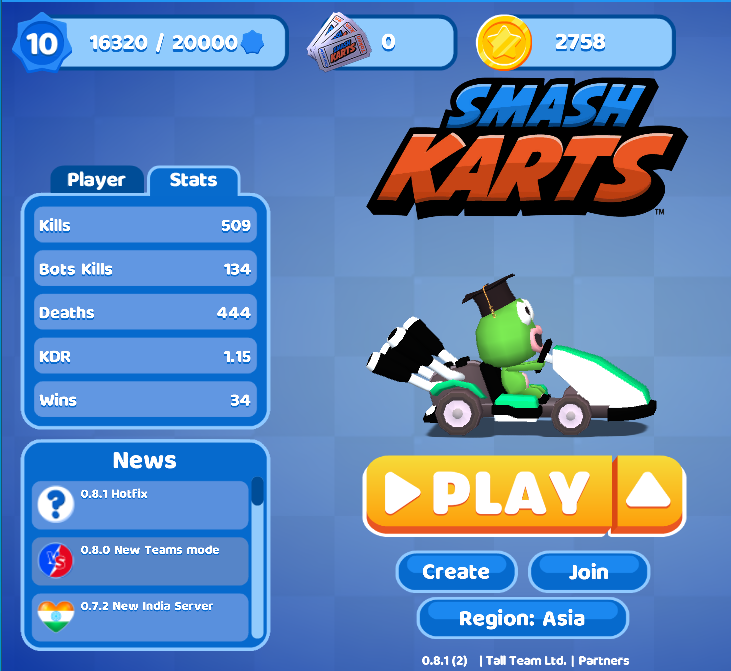 10
16320 / 20000
0
2758
SMASH
KARTS
™
Player
Stats
Kills 509
Bots Kills 134
Deaths 444
KDR 1.15
Wins 34
News
0.8.1 Hotfix
0.8.0 New Teams mode
0.7.2 New India Server
PLAY
Create
Join
Region: Asia
0.8.1 (2) | Tall Team Ltd. | Partners